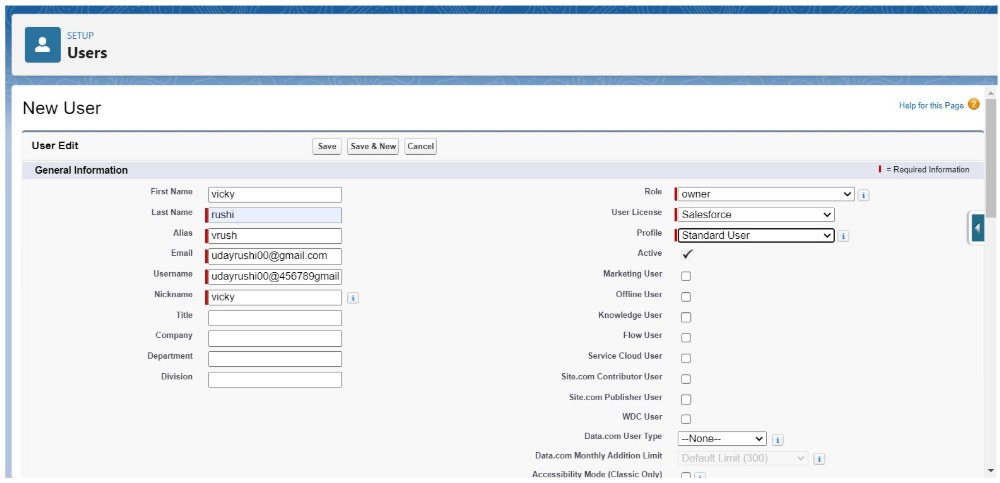 SETUP
Users
New User
Help for this Page ?
User Edit Save Save & New Cancel
General Information = Required Information
First Name vicky Role owner i
Last Name rushi User License Salesforce
Alias vrush Profile Standard User i
Email udayrushi00@gmail.com Active
Username udayrushi00@456789gmail Marketing User
Nickname vicky i Offline User
Title Knowledge User
Company Flow User
Department Service Cloud User
Division Site.com Contributor User
Site.com Publisher User
WDC User
Data.com User Type --None-- i
Data.com Monthly Addition Limit Default Limit (300) i
Accessibility Mode (Classic Only) i